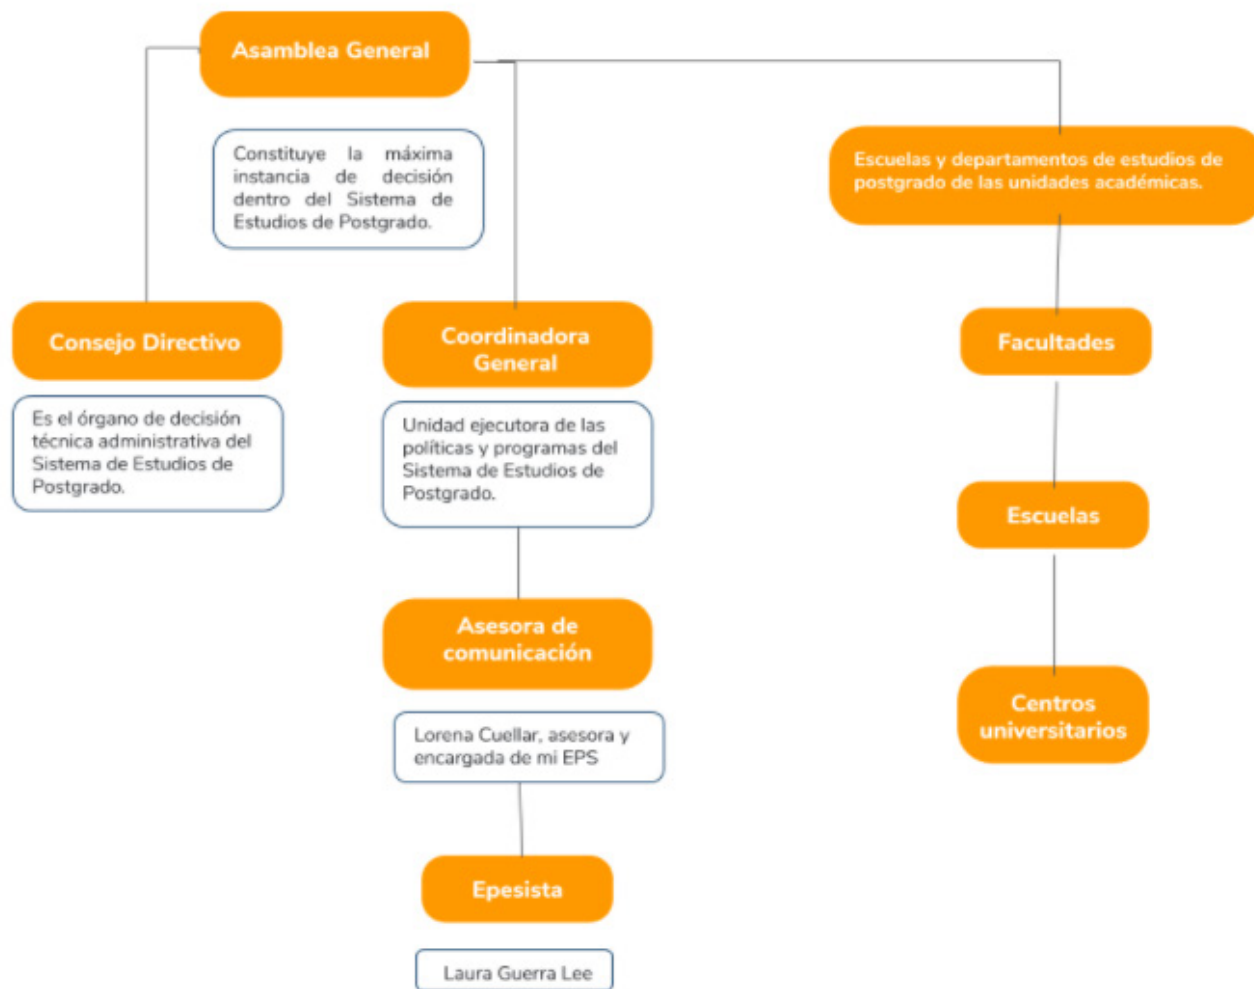 Asamblea General
Constituye la máxima
instancia de decisión
dentro del Sistema de
Estudios de Postgrado.
Escuelas y departamentos de estudios de
postgrado de las unidades académicas.
Consejo Directivo
Es el órgano de decisión
técnica administrativa del
Sistema de Estudios de
Postgrado.
Coordinadora
General
Unidad ejecutora de las
políticas y programas del
Sistema de Estudios de
Postgrado.
Facultades
Escuelas
Asesora de
comunicación
Lorena Cuellar, asesora y
encargada de mi EPS
Centros
universitarios
Epesista
Laura Guerra Lee